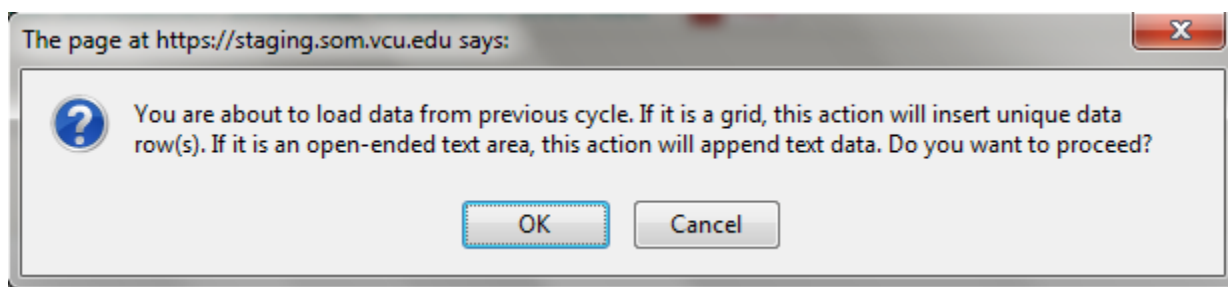 The page at https://staging.som.vcu.edu says:
You are about to load data from previous cycle. If it is a grid, this action will insert unique data
row(s). If it is an open-ended text area, this action will append text data. Do you want to proceed?
OK
Cancel